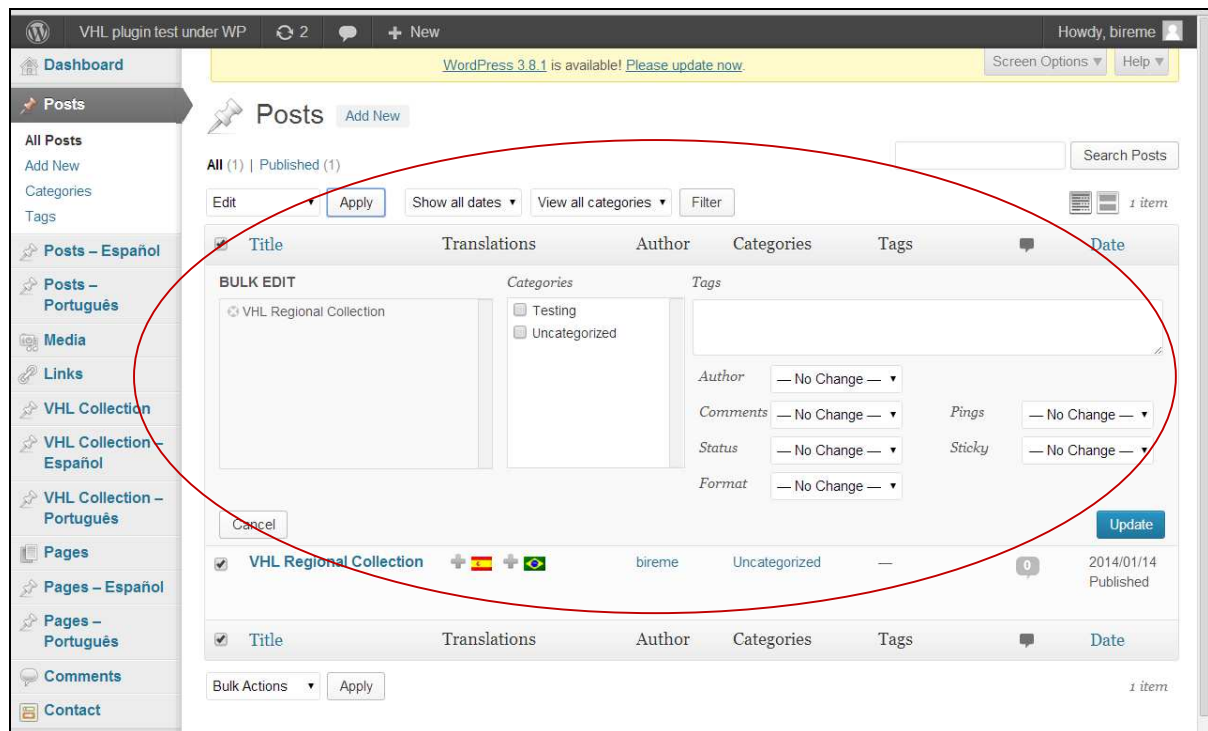 VHL plugin test under WP 2 New Howdy, bireme
WordPress 3.8.1 is available! Please update now.
Screen Options Help
Dashboard
Posts
All Posts
Add New
Categories
Tags
Posts – Español
Posts –
Português
Media
Links
VHL Collection
VHL Collection –
Español
VHL Collection –
Português
Pages
Pages – Español
Pages –
Português
Comments
Contact
Posts Add New
All (1) | Published (1)
Search Posts
Edit Apply Show all dates View all categories Filter 1 item
Title Translations Author Categories Tags Date
BULK EDIT Categories Tags
VHL Regional Collection
Testing
Uncategorized
Author — No Change —
Comments — No Change — Pings — No Change —
Status — No Change — Sticky — No Change —
Format — No Change —
Cancel Update
VHL Regional Collection bireme Uncategorized — 0 2014/01/14
Published
Title Translations Author Categories Tags Date
Bulk Actions Apply 1 item